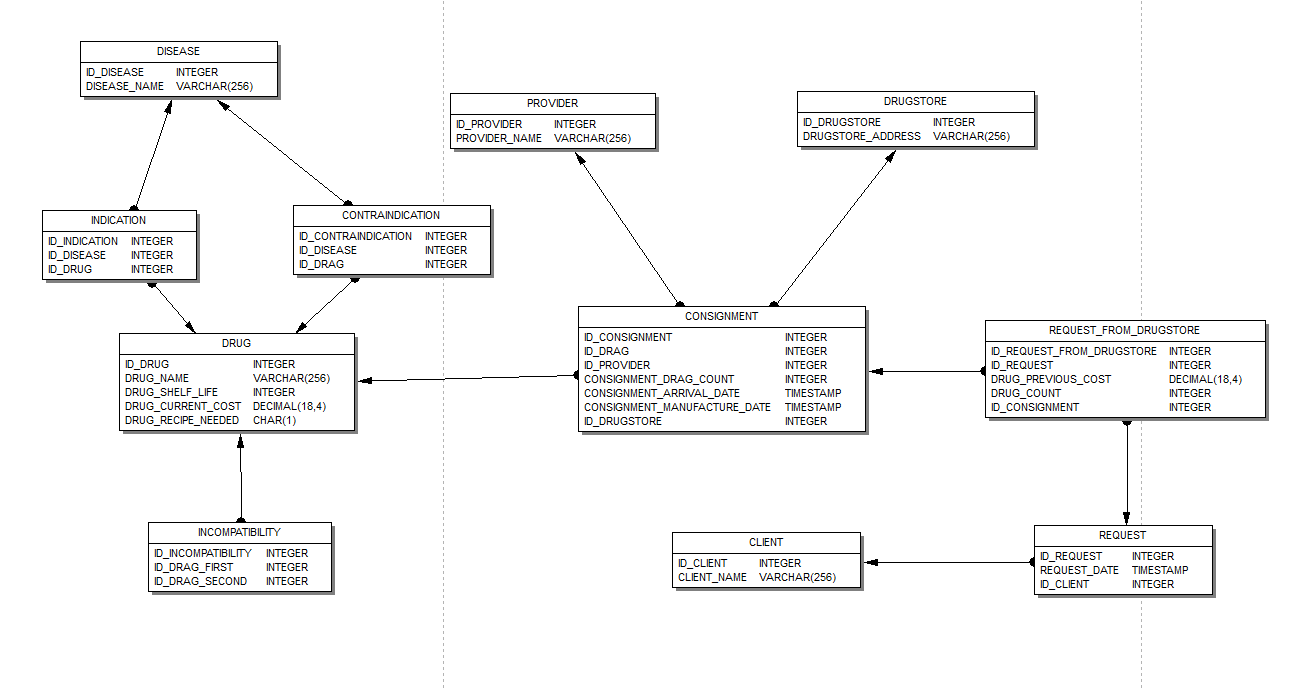 DISEASE
ID_DISEASE INTEGER
DISEASE_NAME VARCHAR(256)
PROVIDER
ID_PROVIDER INTEGER
PROVIDER_NAME VARCHAR(256)
DRUGSTORE
ID_DRUGSTORE INTEGER
DRUGSTORE_ADDRESS VARCHAR(256)
INDICATION
ID_INDICATION INTEGER
ID_DISEASE INTEGER
ID_DRUG INTEGER
CONTRAINDICATION
ID_CONTRAINDICATION INTEGER
ID_DISEASE INTEGER
ID_DRAG INTEGER
DRUG
ID_DRUG INTEGER
DRUG_NAME VARCHAR(256)
DRUG_SHELF_LIFE INTEGER
DRUG_CURRENT_COST DECIMAL(18,4)
DRUG_RECIPE_NEEDED CHAR(1)
CONSIGNMENT
ID_CONSIGNMENT INTEGER
ID_DRAG INTEGER
ID_PROVIDER INTEGER
CONSIGNMENT_DRAG_COUNT INTEGER
CONSIGNMENT_ARRIVAL_DATE TIMESTAMP
CONSIGNMENT_MANUFACTURE_DATE TIMESTAMP
ID_DRUGSTORE INTEGER
REQUEST_FROM_DRUGSTORE
ID_REQUEST_FROM_DRUGSTORE INTEGER
ID_REQUEST INTEGER
DRUG_PREVIOUS_COST DECIMAL(18,4)
DRUG_COUNT INTEGER
ID_CONSIGNMENT INTEGER
INCOMPATIBILITY
ID_INCOMPATIBILITY INTEGER
ID_DRAG_FIRST INTEGER
ID_DRAG_SECOND INTEGER
CLIENT
ID_CLIENT INTEGER
CLIENT_NAME VARCHAR(256)
REQUEST
ID_REQUEST INTEGER
REQUEST_DATE TIMESTAMP
ID_CLIENT INTEGER